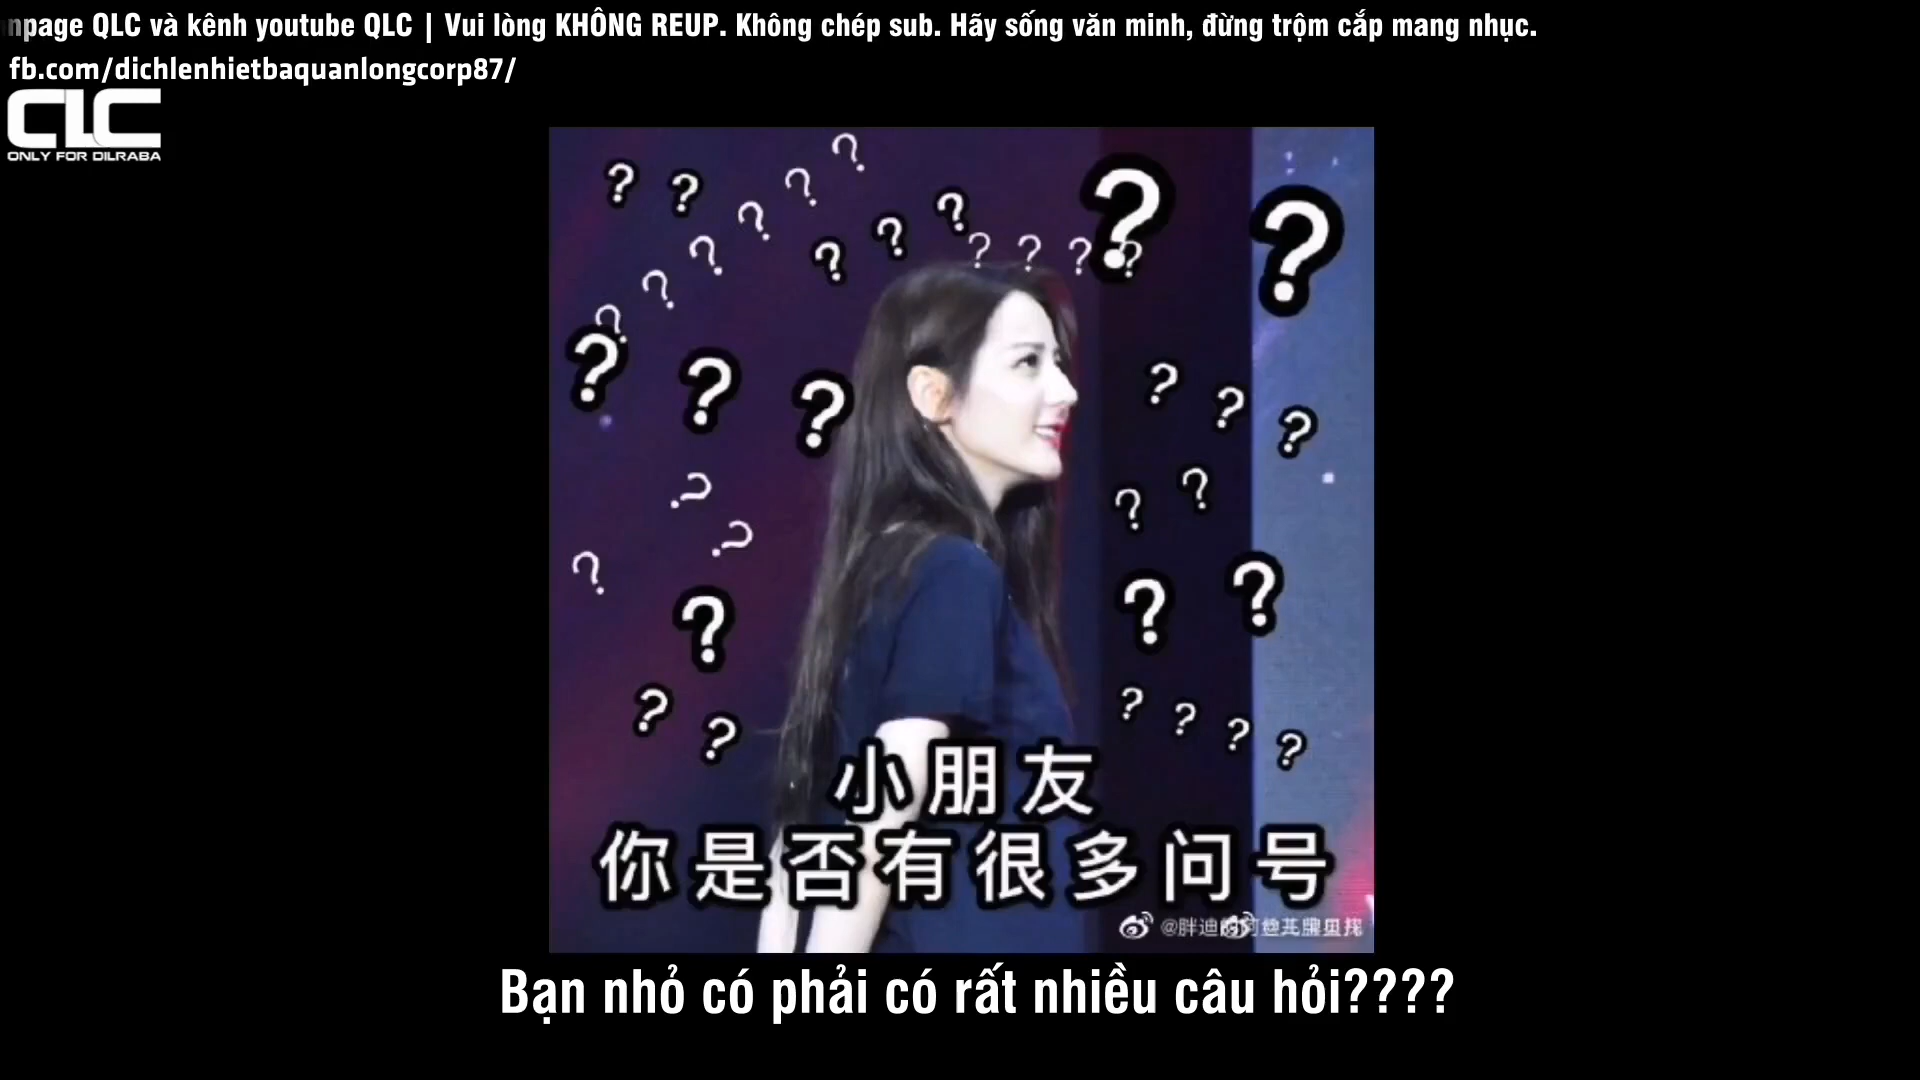 page QLC và kênh youtube QLC | Vui lòng KHÔNG REUP. Không chép sub. Hãy sống văn minh, đừng trộm cắp mang nhục.
fb.com/dichlenhietbaquanlongcorp87/
CLC
ONLY FOR DILRABA
小朋友
你是否有很多问号
Bạn nhỏ có phải có rất nhiều câu hỏi????